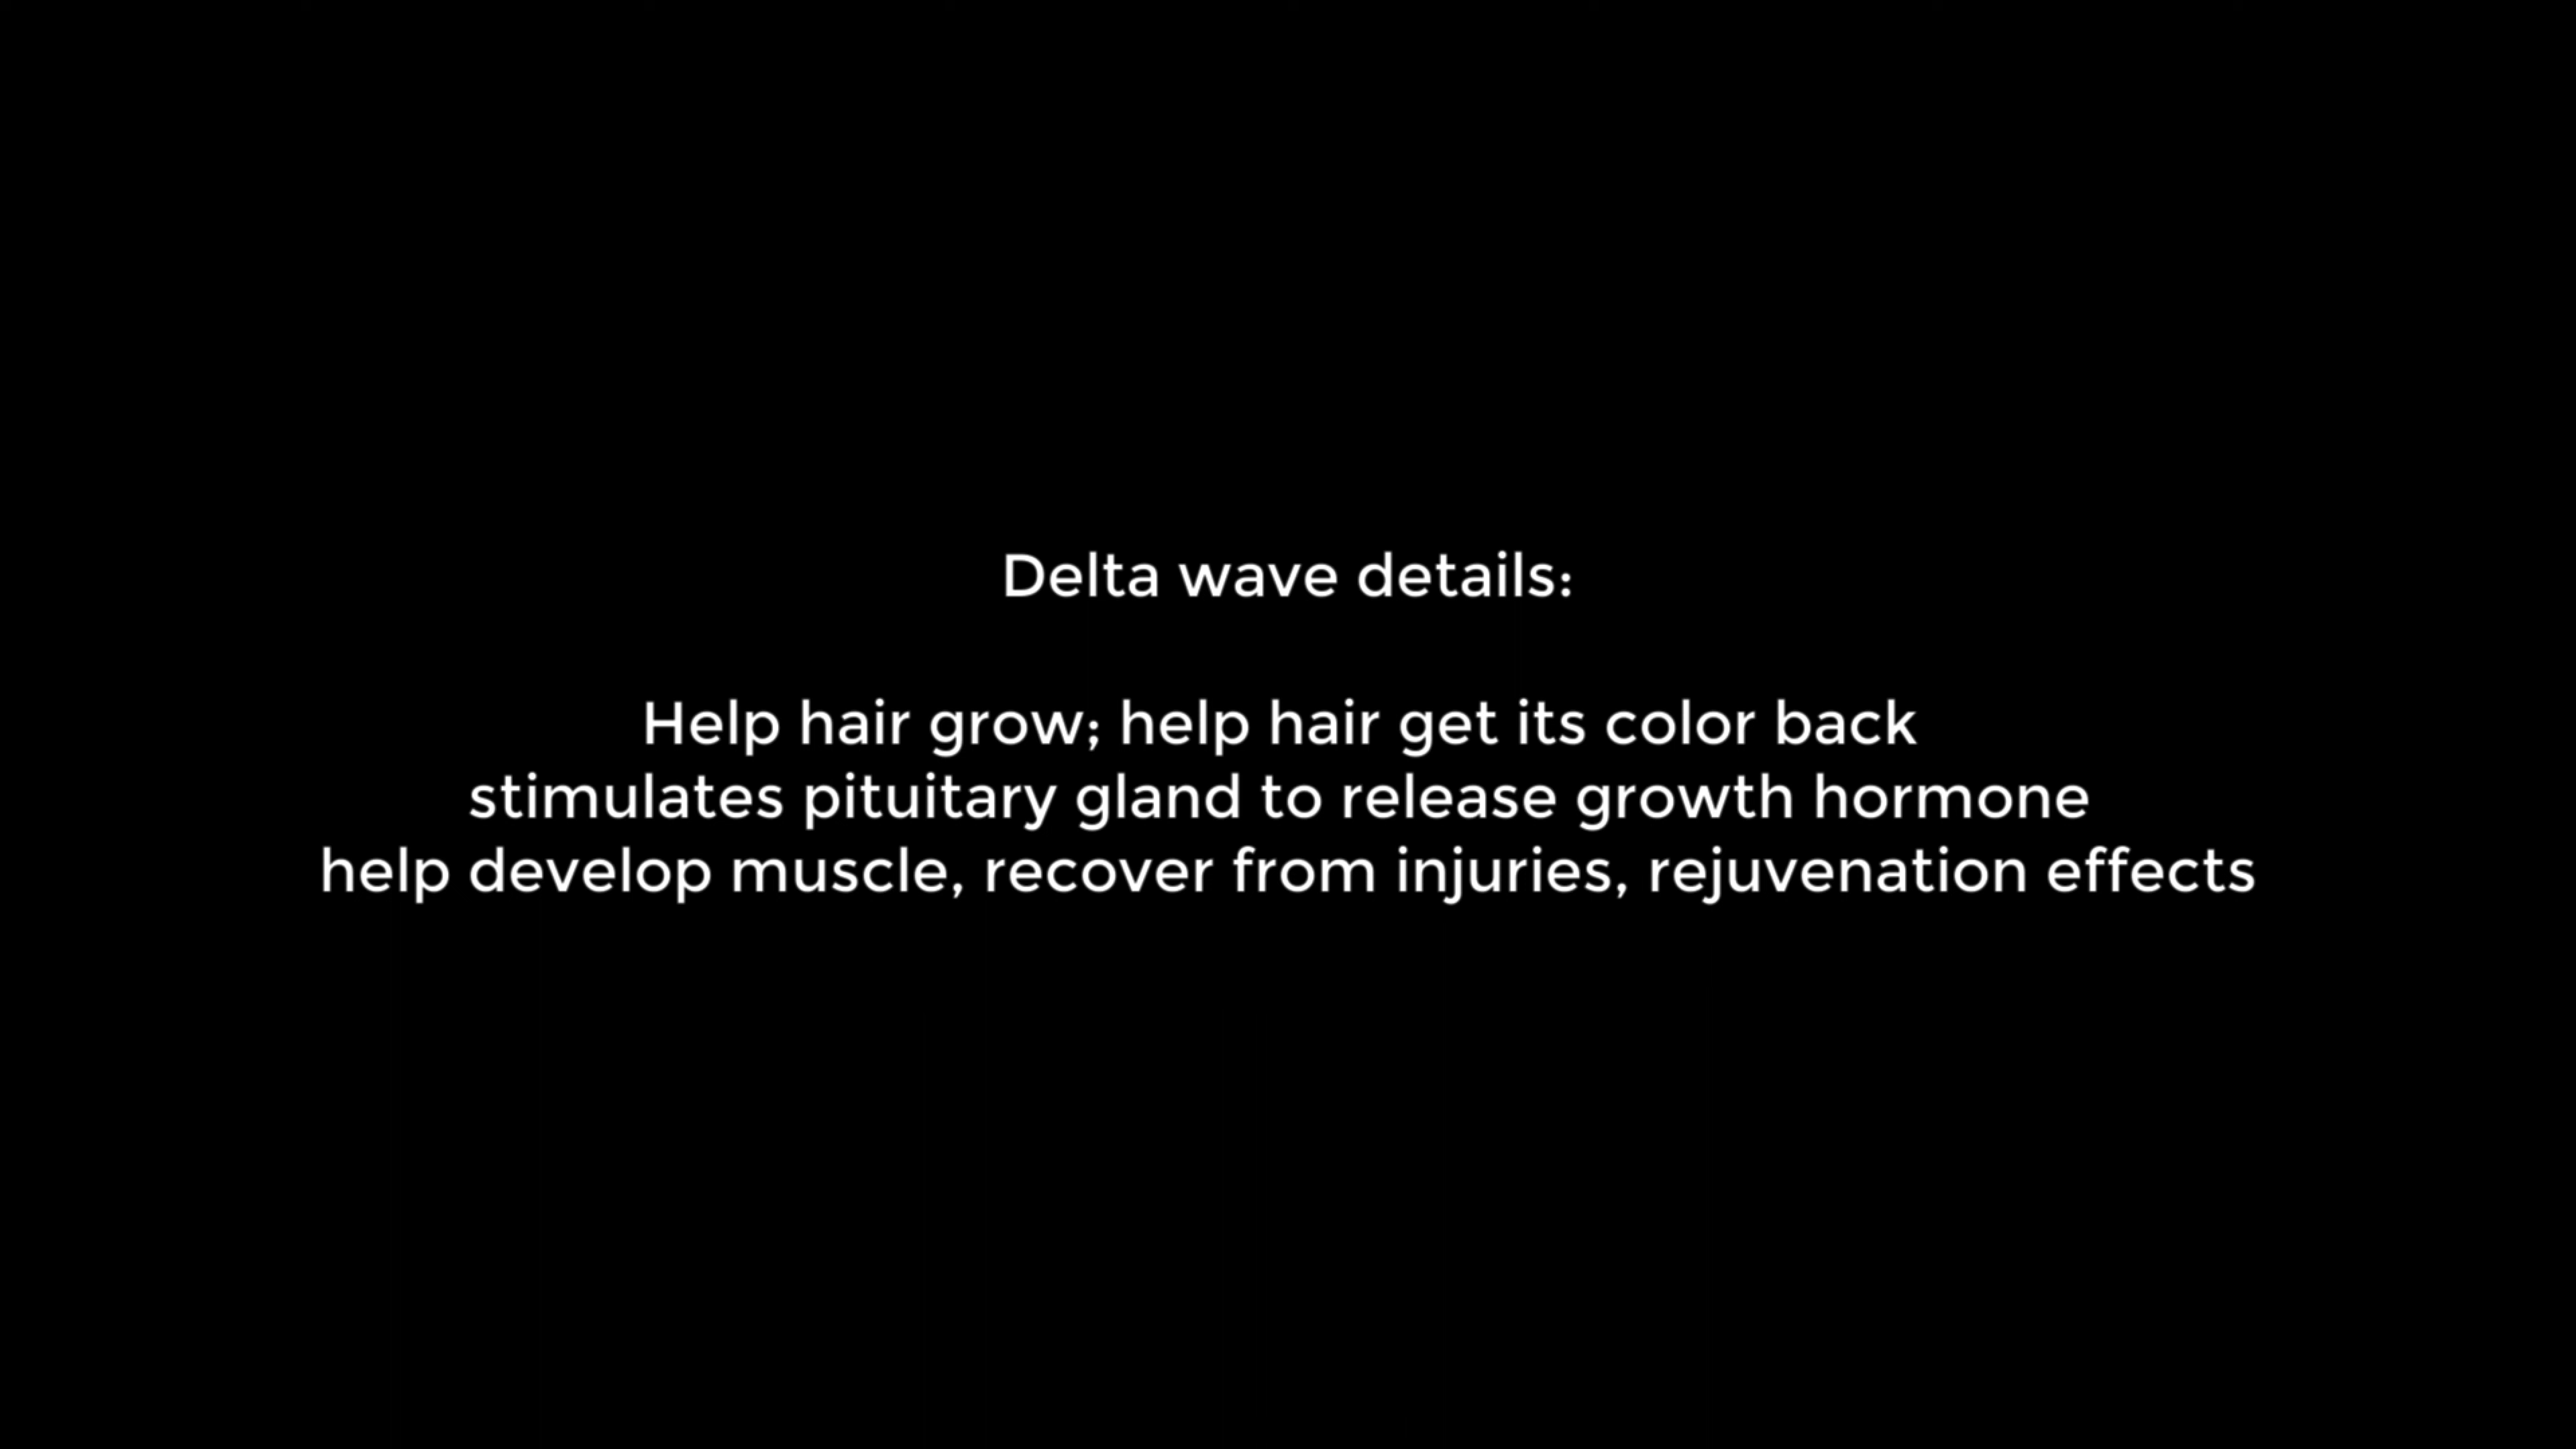 Delta wave details:
Help hair grow; help hair get its color back
stimulates pituitary gland to release growth hormone
help develop muscle, recover from injuries, rejuvenation effects